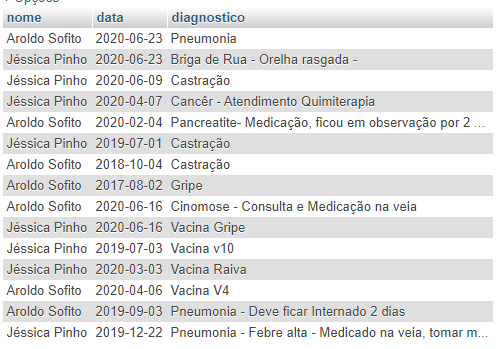 Opções
nome data diagnostico
Aroldo Sofito 2020-06-23 Pneumonia
Jéssica Pinho 2020-06-23 Briga de Rua - Orelha rasgada -
Jéssica Pinho 2020-06-09 Castração
Jéssica Pinho 2020-04-07 Cancêr - Atendimento Quimiterapia
Aroldo Sofito 2020-02-04 Pancreatite- Medicação, ficou em observação por 2 ...
Jéssica Pinho 2019-07-01 Castração
Aroldo Sofito 2018-10-04 Castração
Aroldo Sofito 2017-08-02 Gripe
Aroldo Sofito 2020-06-16 Cinomose - Consulta e Medicação na veia
Jéssica Pinho 2020-06-16 Vacina Gripe
Jéssica Pinho 2019-07-03 Vacina v10
Jéssica Pinho 2020-03-03 Vacina Raiva
Aroldo Sofito 2020-04-06 Vacina V4
Aroldo Sofito 2019-09-03 Pneumonia - Deve ficar Internado 2 dias
Jéssica Pinho 2019-12-22 Pneumonia - Febre alta - Medicado na veia, tomar m...